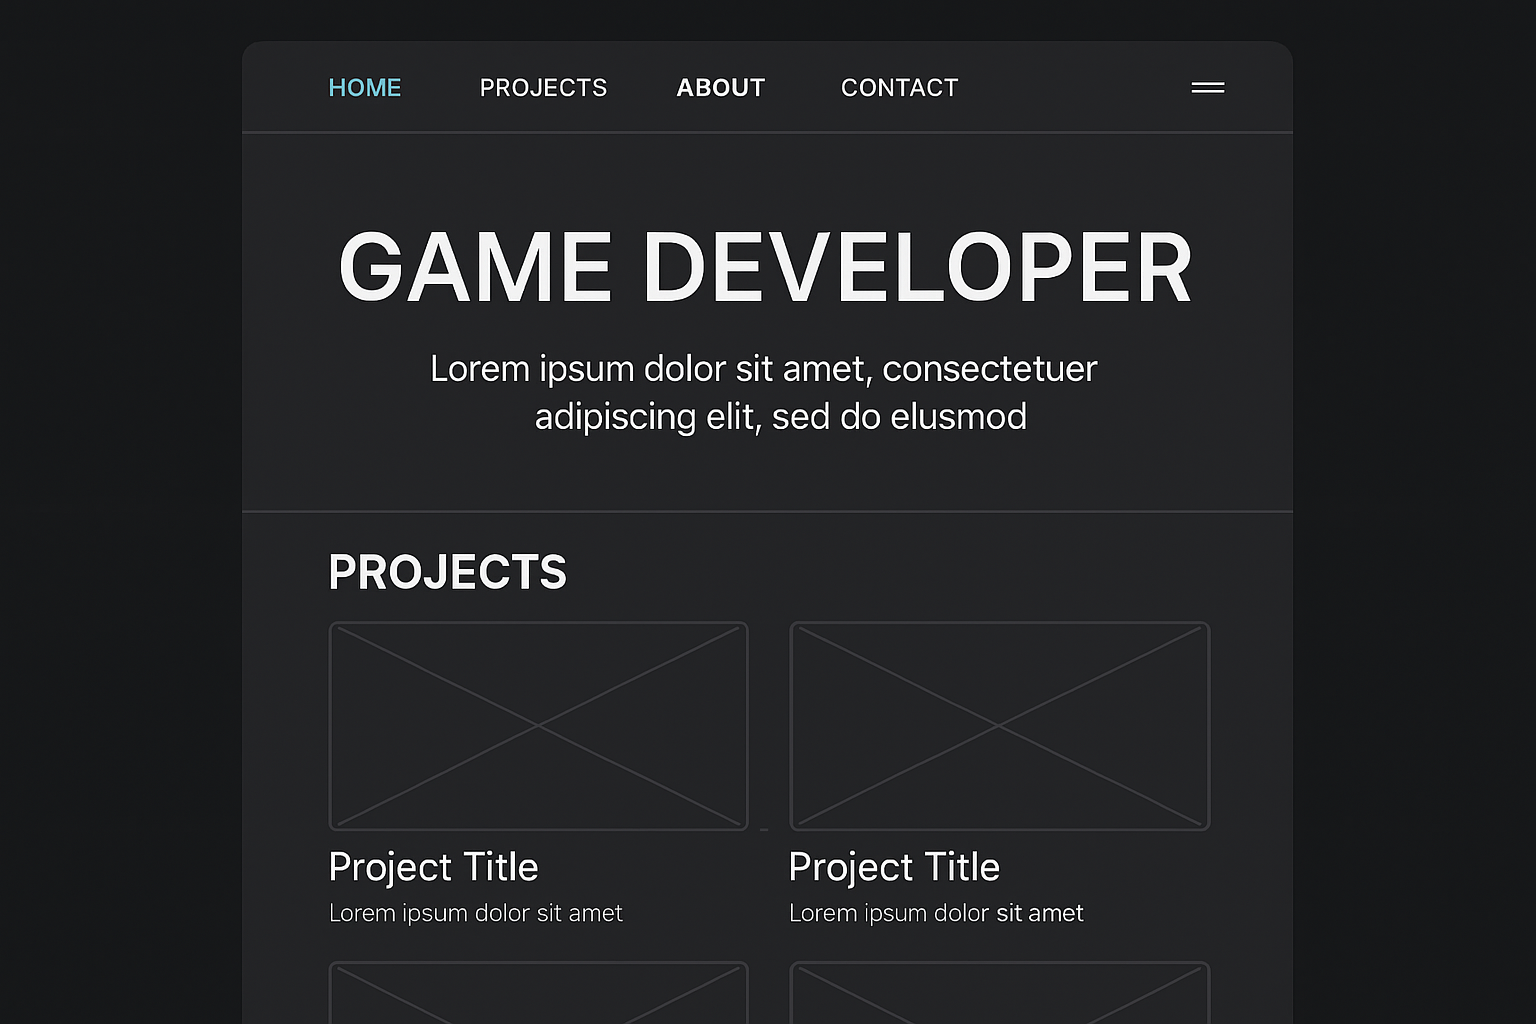 HOME PROJECTS ABOUT CONTACT
GAME DEVELOPER
Lorem ipsum dolor sit amet, consectetuer
adipiscing elit, sed do elusmod
PROJECTS
Project Title
Lorem ipsum dolor sit amet
Project Title
Lorem ipsum dolor sit amet